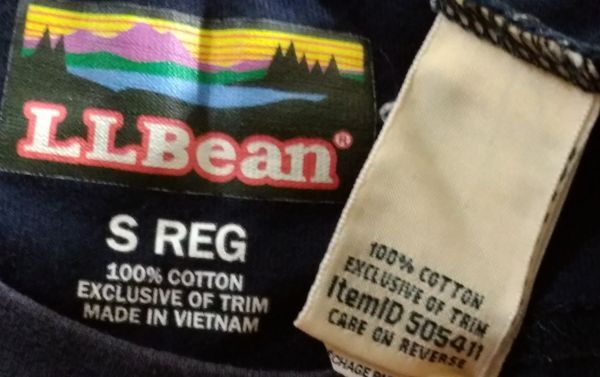 LLBean®
S REG
100% COTTON
EXCLUSIVE OF TRIM
MADE IN VIETNAM
100% COTTON
EXCLUSIVE OF TRIM
ItemID 505411
CARE ON REVERSE